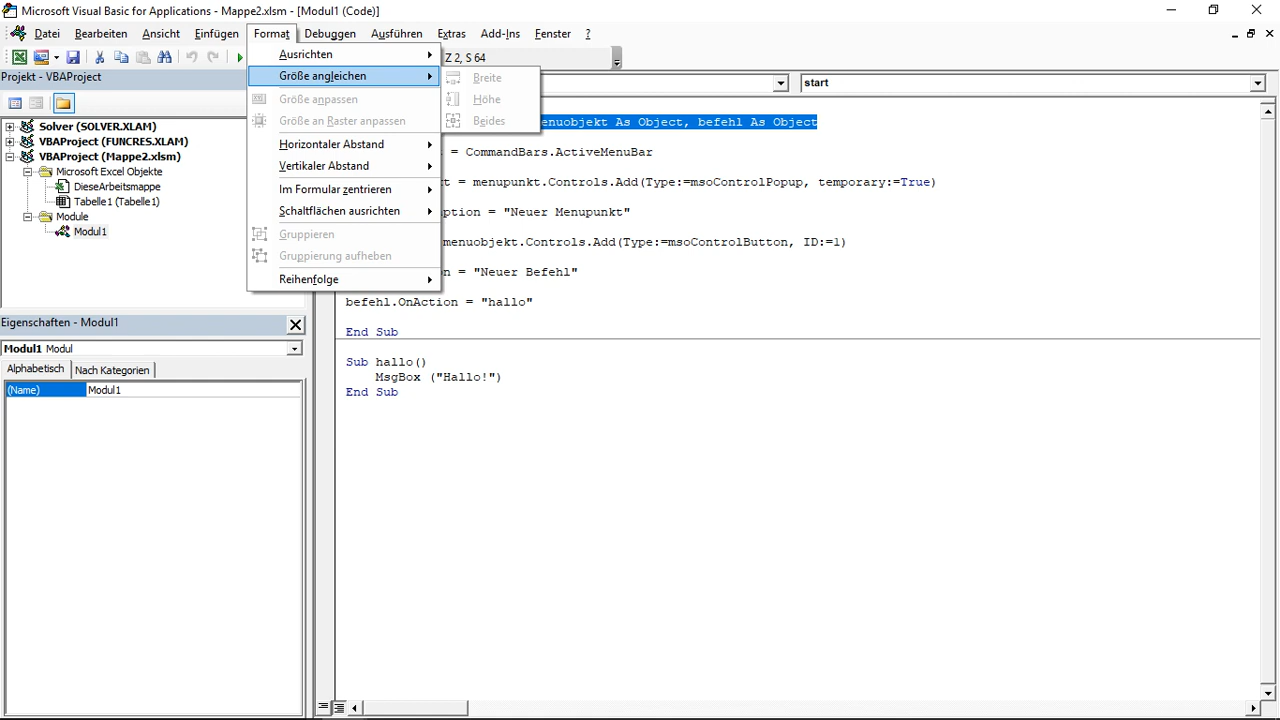 Microsoft Visual Basic for Applications - Mappe2.xlsm - [Modul1 (Code)]
Datei Bearbeiten Ansicht Einfügen Format Debuggen Ausführen Extras Add-Ins Fenster ?
Z 2, S 64
Projekt - VBAProject
start
Solver (SOLVER.XLAM)
VBAProject (FUNCRES.XLAM)
VBAProject (Mappe2.xlsm)
Microsoft Excel Objekte
DieseArbeitsmappe
Tabelle1 (Tabelle1)
Module
Modul1
Ausrichten
Größe angleichen
Größe anpassen
Größe an Raster anpassen
Horizontaler Abstand
Vertikaler Abstand
Im Formular zentrieren
Schaltflächen ausrichten
Gruppieren
Gruppierung aufheben
Reihenfolge
Breite
Höhe
Beides
enuobjekt As Object, befehl As Object
= CommandBars.ActiveMenuBar
t = menupunkt.Controls.Add(Type:=msoControlPopup, temporary:=True)
ption = "Neuer Menupunkt"
menuobjekt.Controls.Add(Type:=msoControlButton, ID:=1)
n = "Neuer Befehl"
befehl.OnAction = "hallo"
End Sub
Sub hallo()
MsgBox ("Hallo!")
End Sub
Eigenschaften - Modul1
Modul1 Modul
Alphabetisch Nach Kategorien
(Name) Modul1